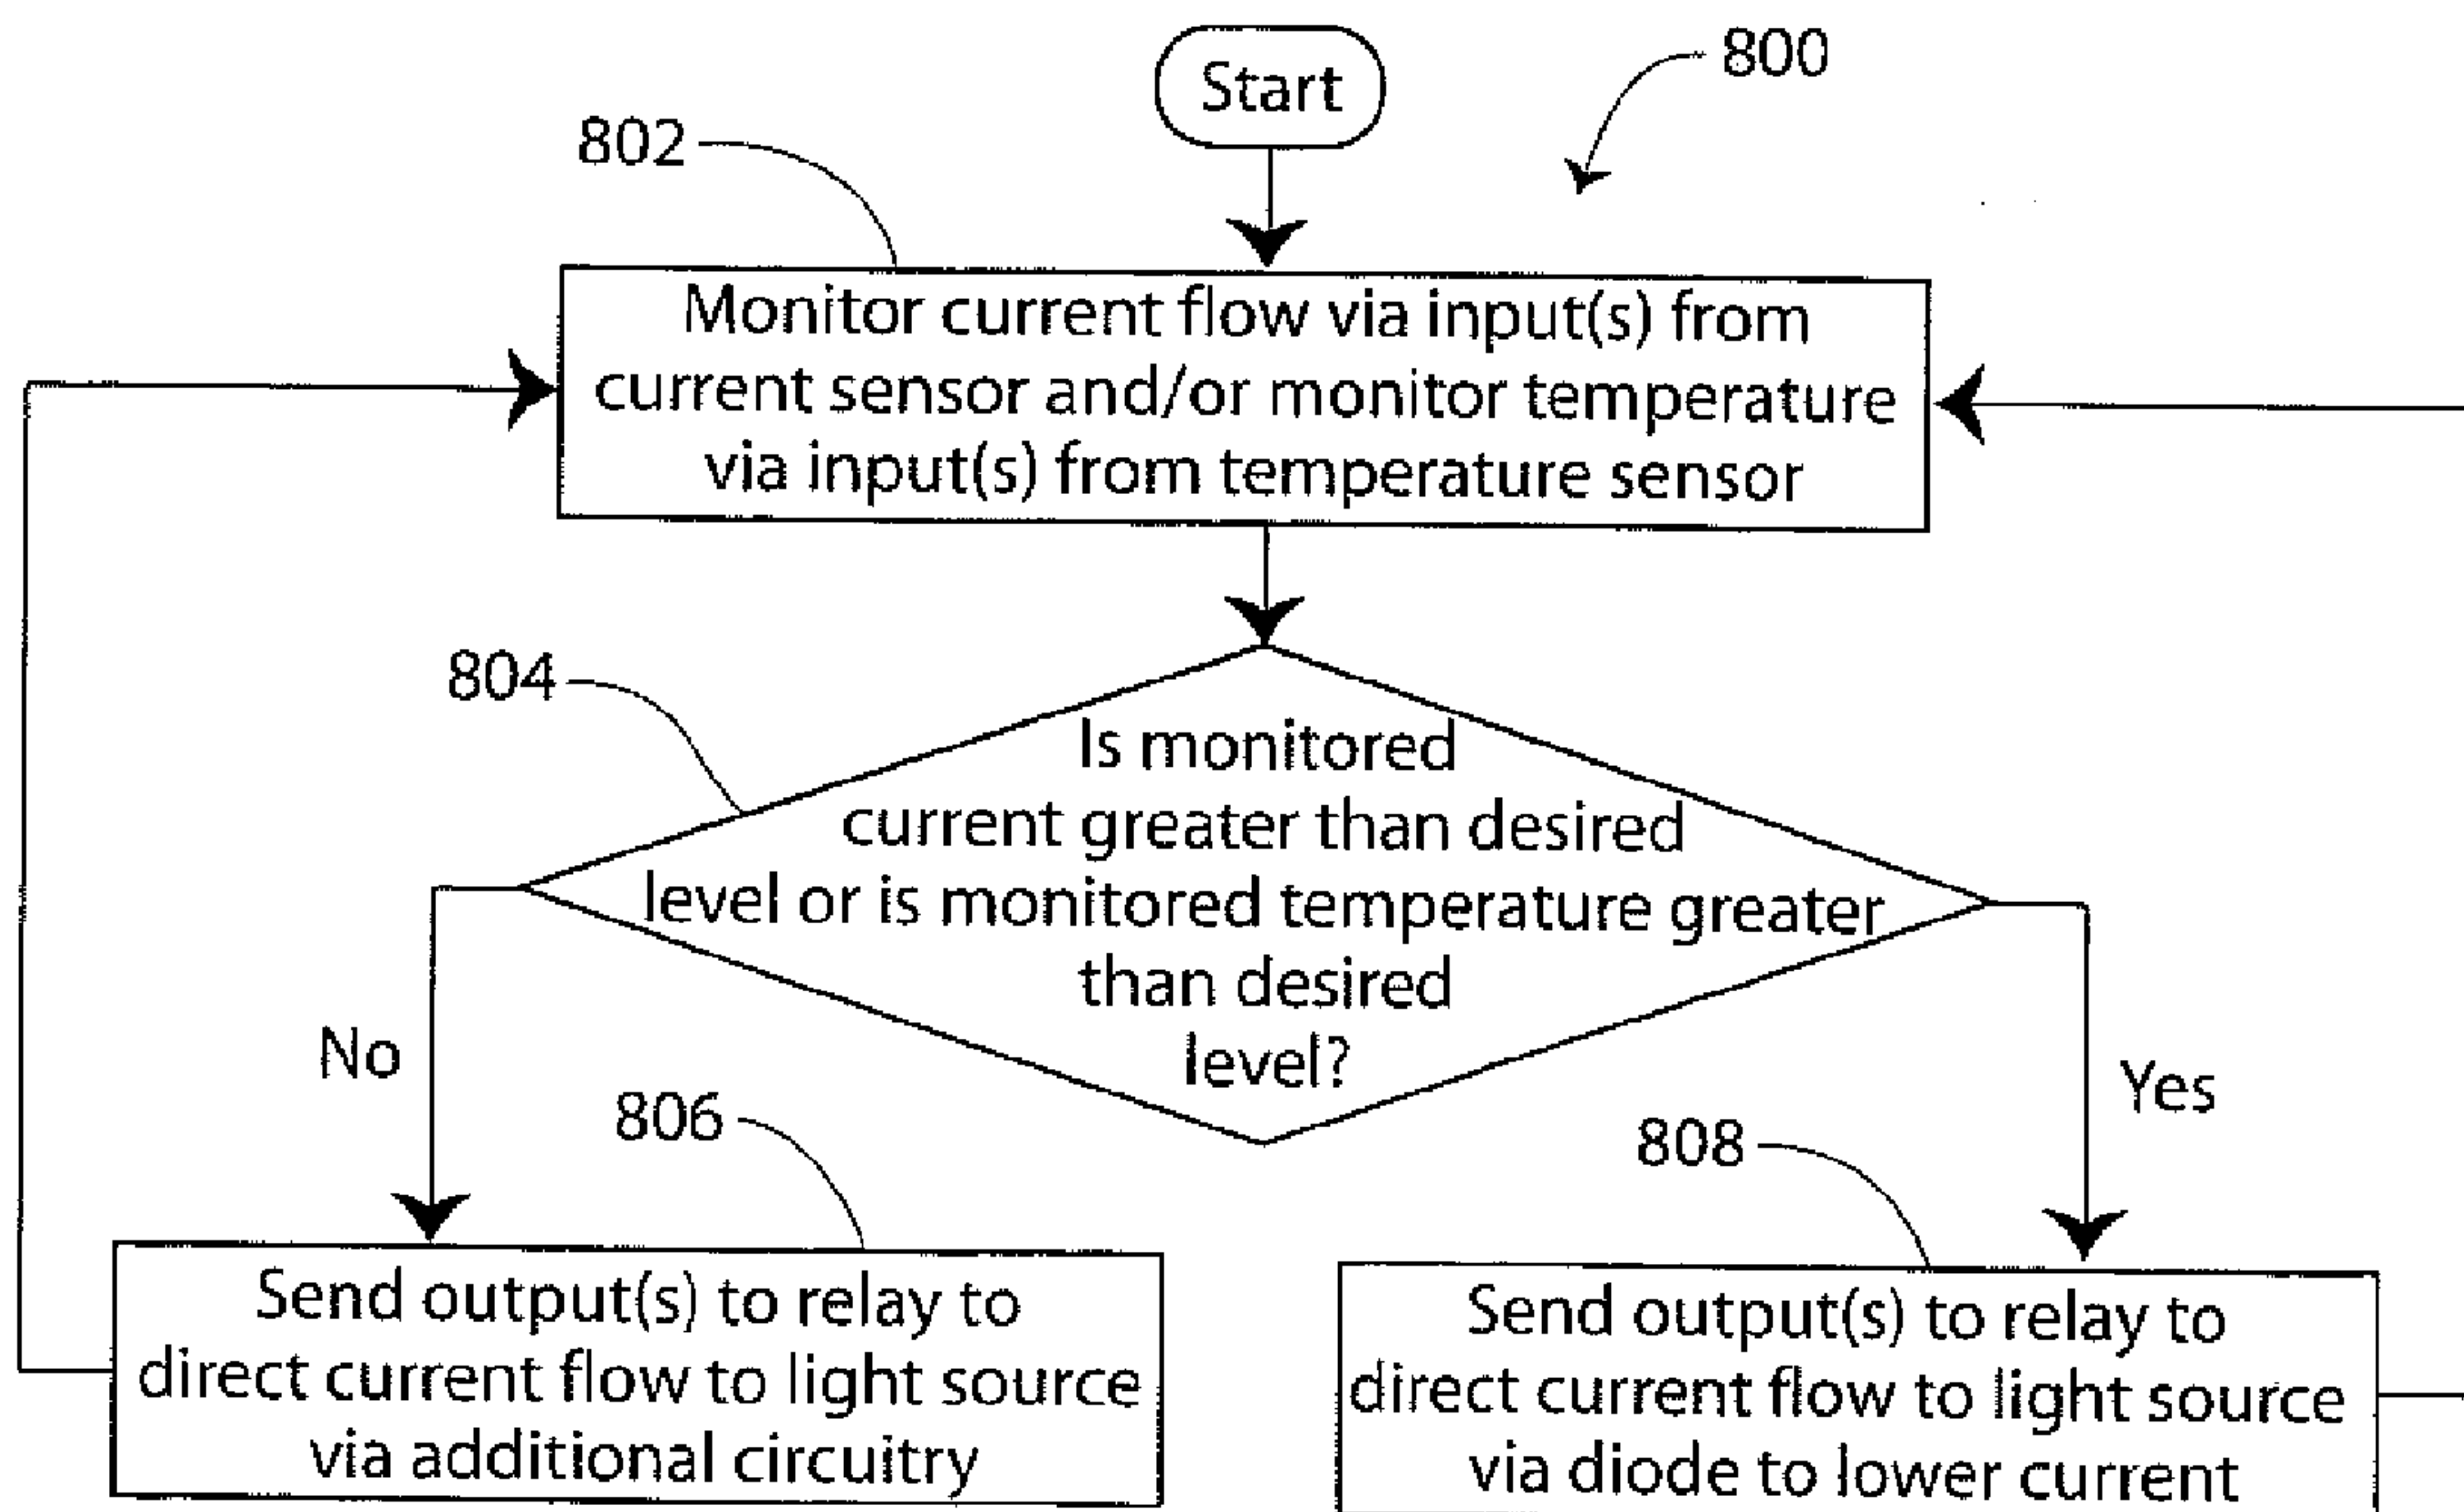 Start
800
802
Monitor current flow via input(s) from
current sensor and/or monitor temperature
via input(s) from temperature sensor
804
Is monitored
current greater than desired
level or is monitored temperature greater
than desired
level?
No
Yes
806
808
Send output(s) to relay to
direct current flow to light source
via additional circuitry
Send output(s) to relay to
direct current flow to light source
via diode to lower current